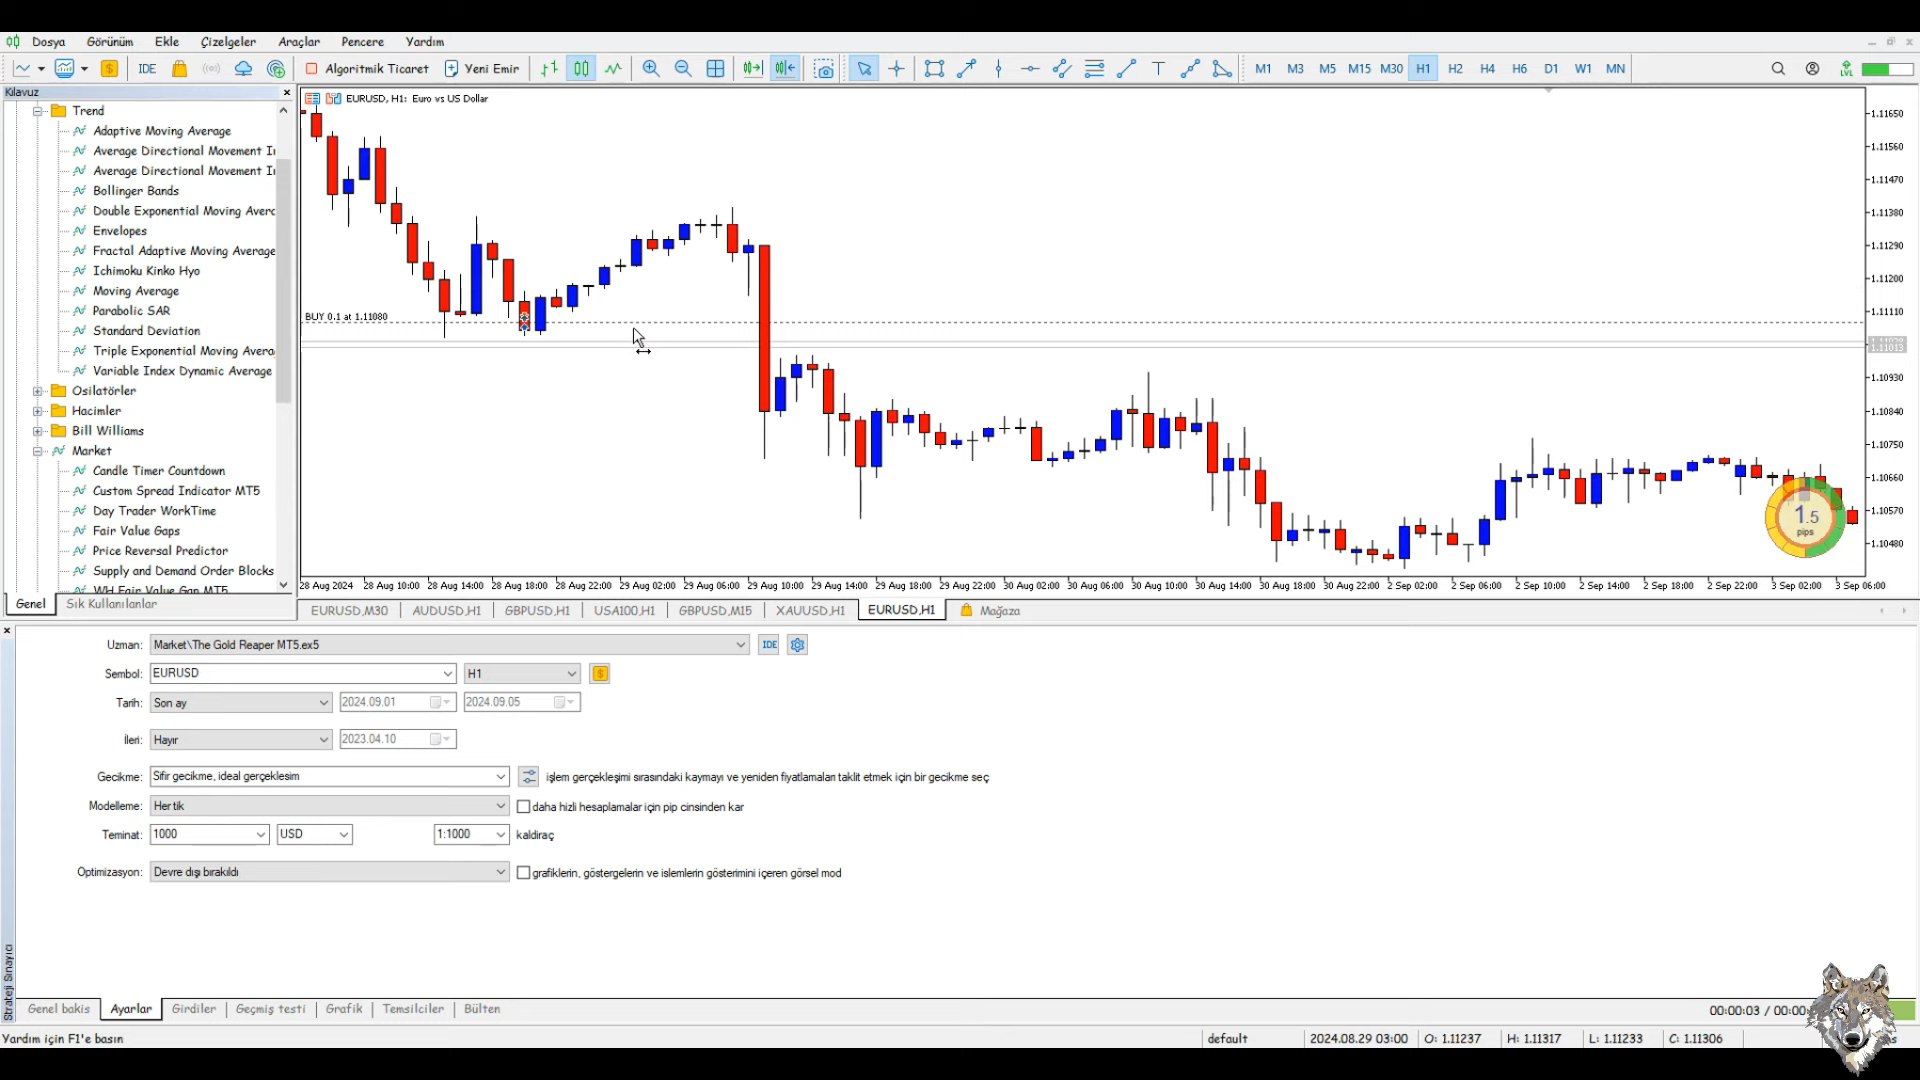 Dosya Görünüm Ekle Çizelgeler Araçlar Pencere Yardım
IDE Algoritmik Ticaret Yeni Emir M1 M3 M5 M15 M30 H1 H2 H4 H6 D1 W1 MN LVL
Kılavuz
EURUSD, H1: Euro vs US Dollar
Trend
Adaptive Moving Average
Average Directional Movement I
Average Directional Movement I
Bollinger Bands
Double Exponential Moving Avera
Envelopes
Fractal Adaptive Moving Average
Ichimoku Kinko Hyo
Moving Average
Parabolic SAR
Standard Deviation
Triple Exponential Moving Avera
Variable Index Dynamic Average
Osilatörler
Hacimler
Bill Williams
Market
Candle Timer Countdown
Custom Spread Indicator MT5
Day Trader WorkTime
Fair Value Gaps
Price Reversal Predictor
Supply and Demand Order Blocks
WH Fair Value Gap MT5
Genel Sık Kullanılanlar
BUY 0.1 at 1.11080
1.11650
1.11560
1.11470
1.11380
1.11290
1.11200
1.11110
1.11013
1.10930
1.10840
1.10750
1.10660
1.10570
1.10480
1.5
pips
28 Aug 2024 28 Aug 10:00 28 Aug 14:00 28 Aug 18:00 28 Aug 22:00 29 Aug 02:00 29 Aug 06:00 29 Aug 10:00 29 Aug 14:00 29 Aug 18:00 29 Aug 22:00 30 Aug 02:00 30 Aug 06:00 30 Aug 10:00 30 Aug 14:00 30 Aug 18:00 30 Aug 22:00 2 Sep 02:00 2 Sep 06:00 2 Sep 10:00 2 Sep 14:00 2 Sep 18:00 2 Sep 22:00 3 Sep 02:00 3 Sep 06:00
EURUSD,M30 AUDUSD,H1 GBPUSD,H1 USA100,H1 GBPUSD,M15 XAUUSD,H1 EURUSD,H1 Mağaza
Uzman: Market\The Gold Reaper MT5.ex5 IDE
Sembol: EURUSD H1
Tarih: Son ay 2024.09.01 2024.09.05
İleri: Hayır 2023.04.10
Gecikme: Sıfır gecikme, ideal gerçeklesim işlem gerçekleşimi sırasındaki kaymayı ve yeniden fiyatlamaları taklit etmek için bir gecikme seç
Modelleme: Her tik daha hızlı hesaplamalar için pip cinsinden kar
Teminat: 1000 USD 1:1000 kaldıraç
Optimizasyon: Devre dışı bırakıldı grafiklerin, göstergelerin ve islemlerin gösterimini içeren görsel mod
Strateji Sınayıcı
Genel bakis Ayarlar Girdiler Geçmiş testi Grafik Temsilciler Bülten 00:00:03 / 00:00
Yardım için F1'e basın default 2024.08.29 03:00 O: 1.11237 H: 1.11317 L: 1.11233 C: 1.11306